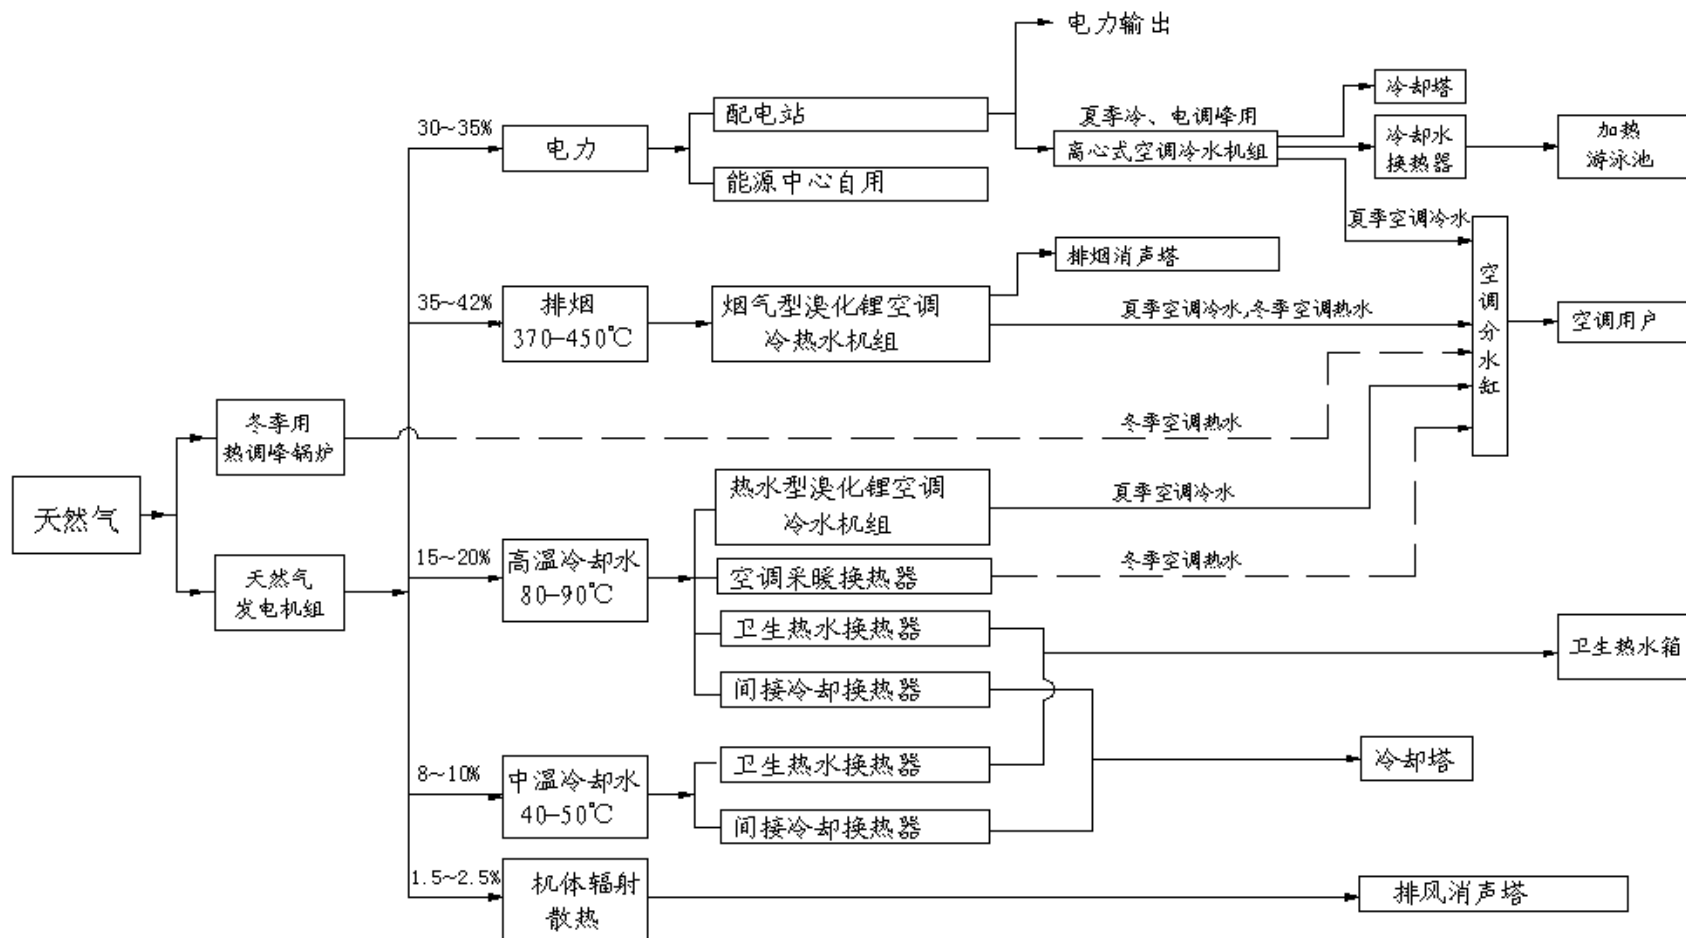 电力输出
冷却塔
30~35%
配电站
夏季冷、电调峰用
电力
离心式空调冷水机组
冷却水
换热器
加热
游泳池
能源中心自用
夏季空调冷水
排烟消声塔
35~42%
排烟
370-450℃
烟气型溴化锂空调
冷热水机组
夏季空调冷水,冬季空调热水
空调分水缸
空调用户
冬季用
热调峰锅炉
冬季空调热水
天然气
热水型溴化锂空调
冷水机组
夏季空调冷水
15~20%
高温冷却水
80-90℃
空调采暖换热器
冬季空调热水
天然气
发电机组
卫生热水换热器
卫生热水箱
间接冷却换热器
8~10%
中温冷却水
40-50℃
卫生热水换热器
冷却塔
间接冷却换热器
1.5~2.5%
机体辐射
散热
排风消声塔